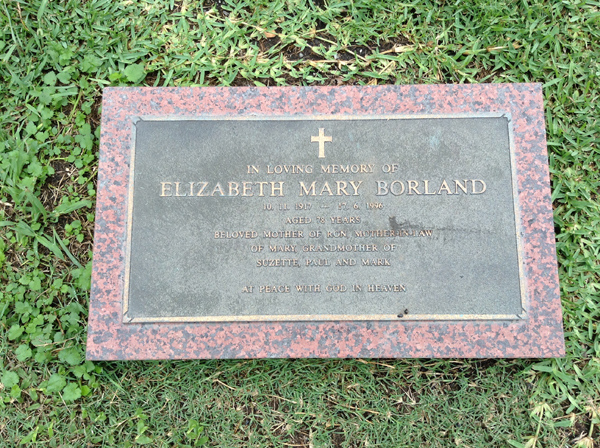 IN LOVING MEMORY OF
ELIZABETH MARY BORLAND
10. 11. 1917 — 27. 6. 1996
AGED 78 YEARS
BELOVED MOTHER OF RON, MOTHER-IN-LAW
OF MARY, GRANDMOTHER OF
SUZETTE, PAUL AND MARK
AT PEACE WITH GOD IN HEAVEN